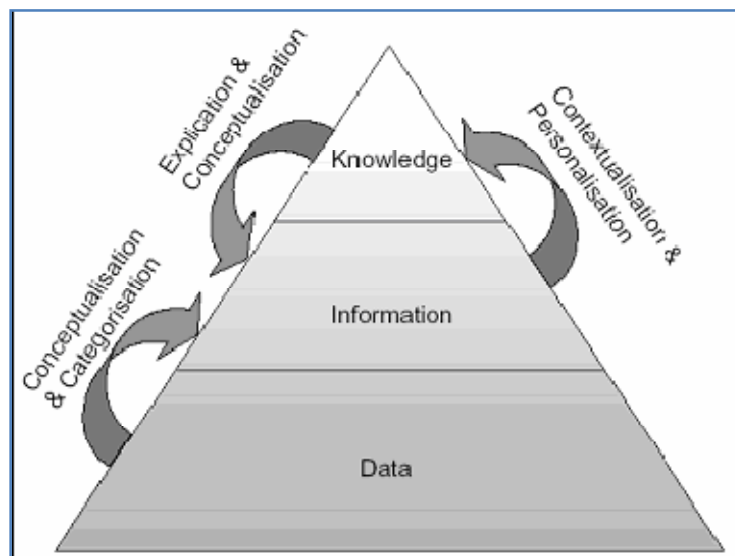 Explication &
Conceptualisation
Contextualisation &
Personalisation
Knowledge
Conceptualisation
& Categorisation
Information
Data